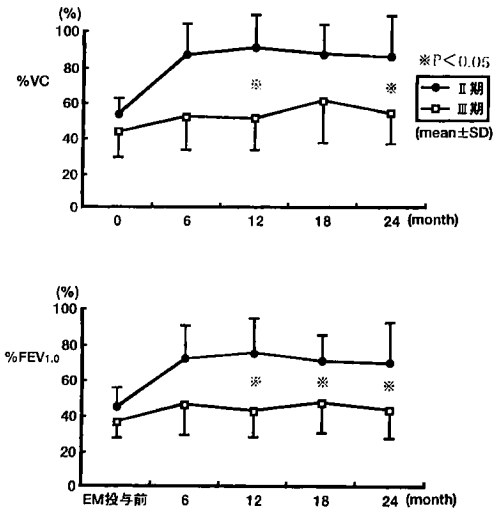 (%)
100
80
60
40
20
0
%VC
※
※
※P<0.05
Ⅱ期
Ⅲ期
(mean±SD)
0 6 12 18 24 (month)
(%)
100
80
60
40
20
0
%FEV1.0
※ ※ ※
EM投与前 6 12 18 24 (month)